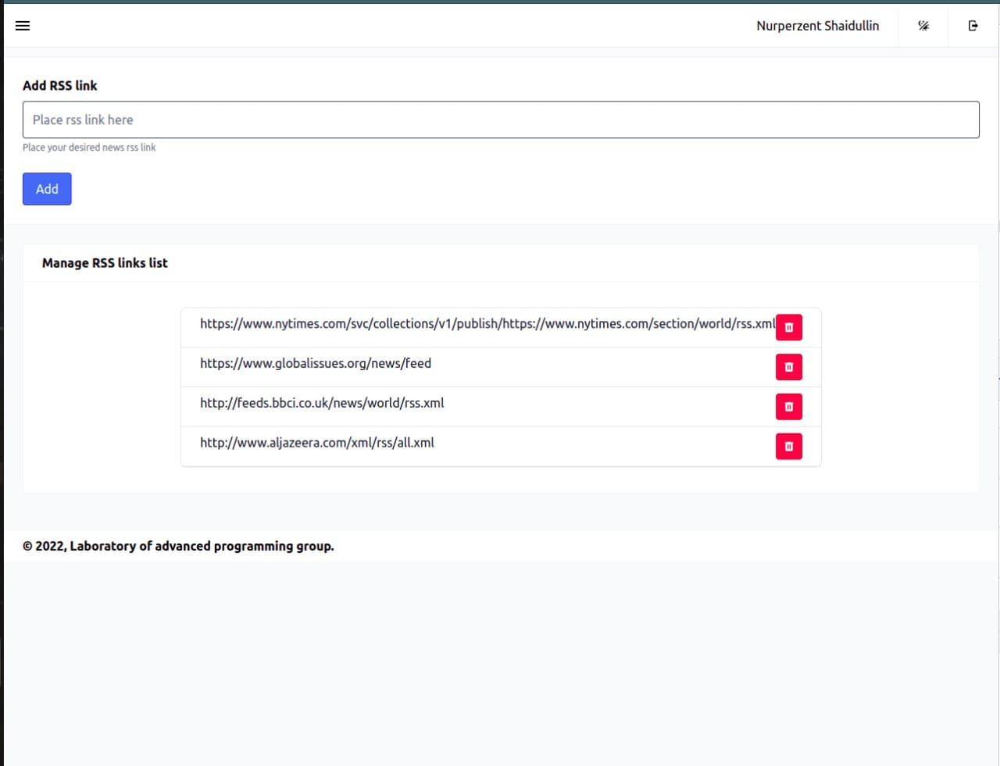 Nurperzent Shaidullin
Add RSS link
Place rss link here
Place your desired news rss link
Add
Manage RSS links list
https://www.nytimes.com/svc/collections/v1/publish/https://www.nytimes.com/section/world/rss.xml
https://www.globalissues.org/news/feed
http://feeds.bbci.co.uk/news/world/rss.xml
http://www.aljazeera.com/xml/rss/all.xml
© 2022, Laboratory of advanced programming group.